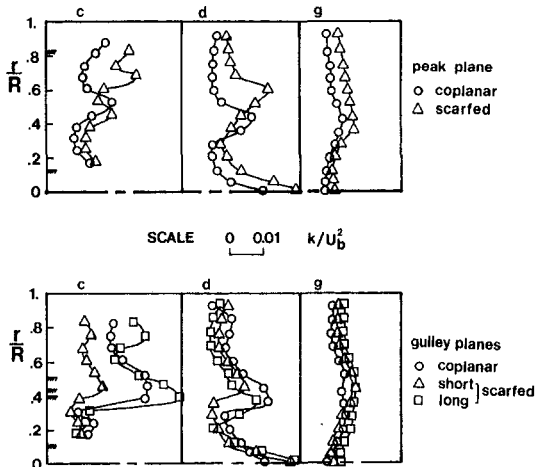 c d g
1.
.8
r/R
.6
.4
.2
0
peak plane
○ coplanar
△ scarfed
SCALE 0 0.01 k/U_b^2
c d g
1.
.8
r/R
.6
.4
.2
0
gulley planes
○ coplanar
△ short
□ long
scarfed